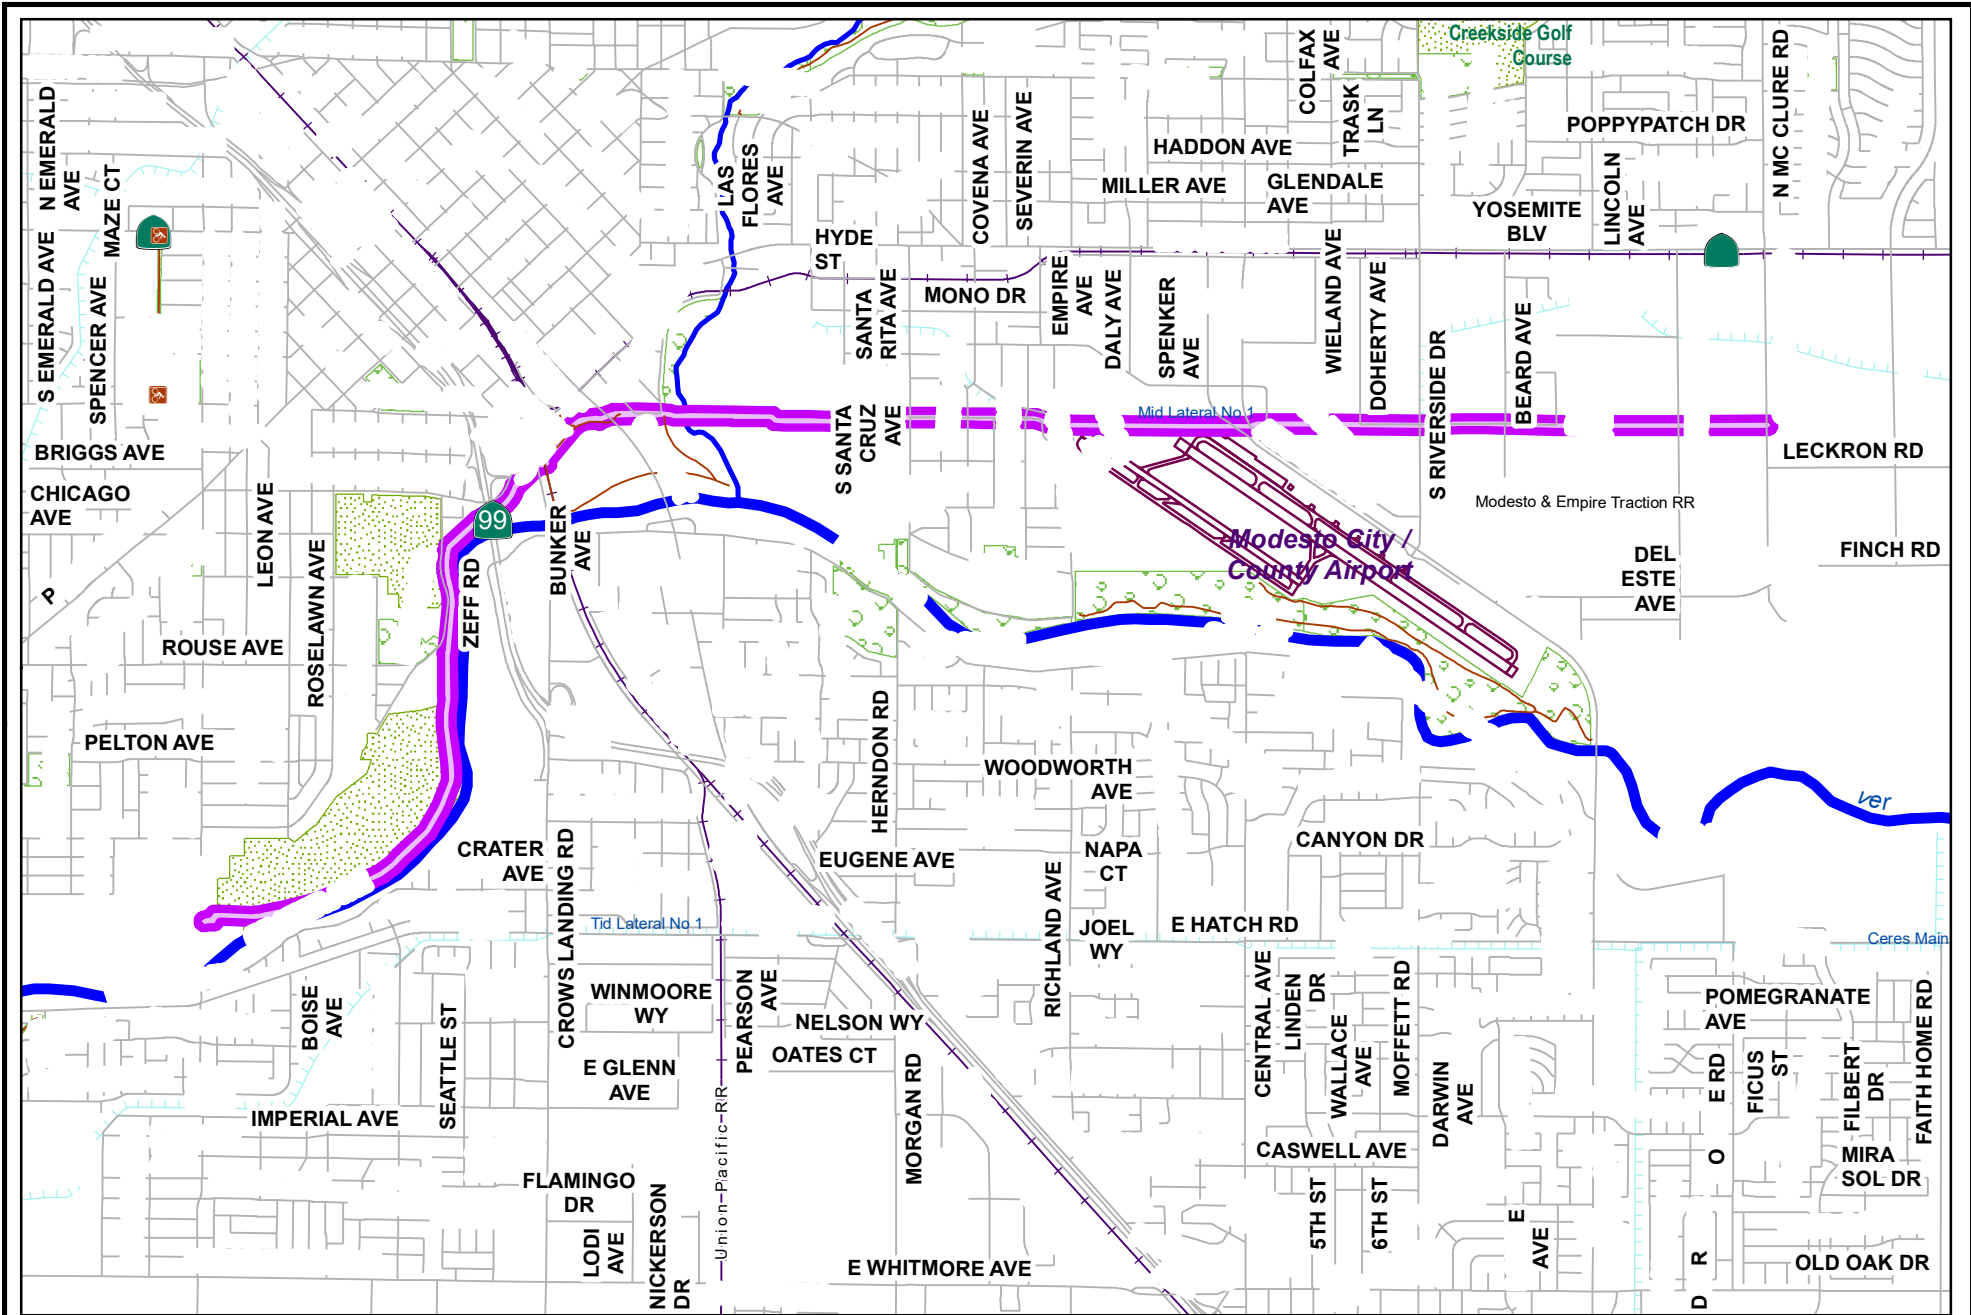 Creekside Golf
Course
COLFAX
AVE
N MC CLURE RD
N EMERALD
AVE
TRASK
LN
COVENA AVE
SEVERIN AVE
POPPYPATCH DR
HADDON AVE
MAZE CT
LAS
FLORES
AVE
MILLER AVE
GLENDALE
AVE
LINCOLN
AVE
YOSEMITE
BLV
S EMERALD AVE
HYDE
ST
SPENCER AVE
SANTA
RITA AVE
MONO DR
EMPIRE
AVE
DALY AVE
SPENKER
AVE
WIELAND AVE
DOHERTY AVE
S RIVERSIDE DR
BEARD AVE
Mid Lateral No 1
S SANTA
CRUZ
AVE
BRIGGS AVE
LECKRON RD
CHICAGO
AVE
LEON AVE
99
BUNKER
AVE
Modesto & Empire Traction RR
Modesto City /
County Airport
FINCH RD
DEL
ESTE
AVE
P
ROSELAWN AVE
ZEFF RD
ROUSE AVE
HERNDON RD
PELTON AVE
WOODWORTH
AVE
ver
CRATER
AVE
CROWS LANDING RD
EUGENE AVE
NAPA
CT
CANYON DR
RICHLAND AVE
Tid Lateral No 1
JOEL
WY
E HATCH RD
Ceres Main
BOISE
AVE
SEATTLE ST
WINMOORE
WY
PEARSON
AVE
NELSON WY
OATES CT
CENTRAL AVE
LINDEN
DR
WALLACE
AVE
MOFFETT RD
POMEGRANATE
AVE
FAITH HOME RD
E GLENN
AVE
MORGAN RD
DARWIN
AVE
E RD
O
D R
FICUS
ST
FILBERT
DR
IMPERIAL AVE
Union Pacific RR
CASWELL AVE
MIRA
SOL DR
FLAMINGO
DR
LODI
AVE
NICKERSON
DR
5TH ST
6TH ST
E
AVE
E WHITMORE AVE
OLD OAK DR